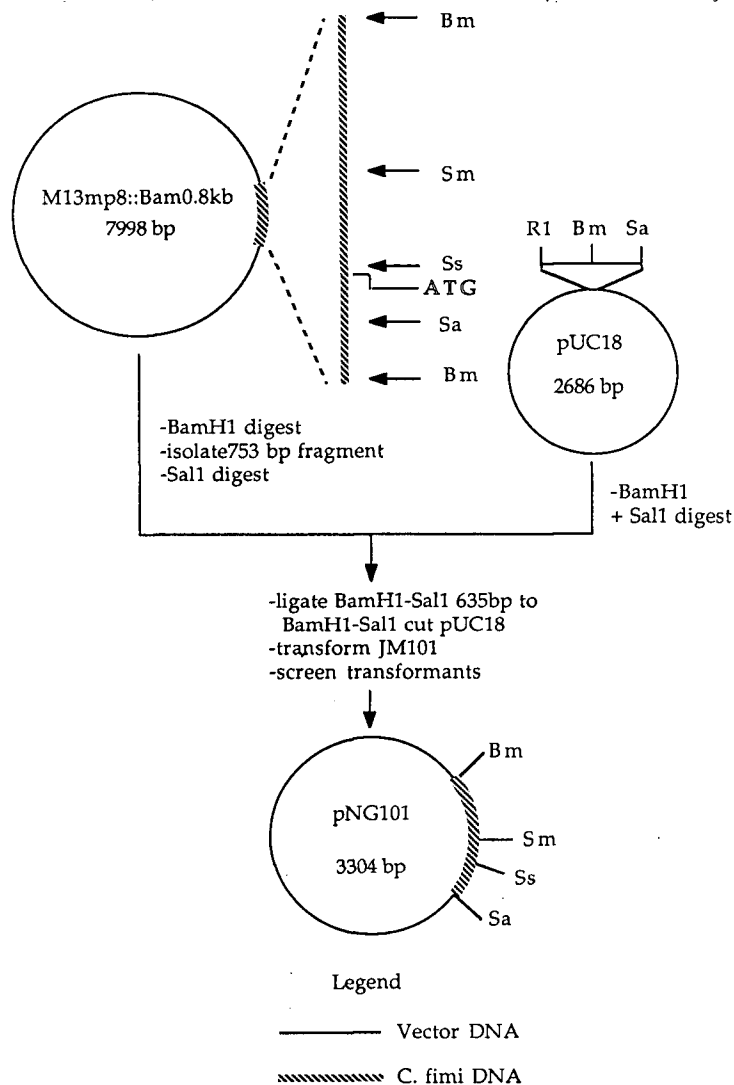 Bm
M13mp8::Bam0.8kb
7998 bp
Sm
Ss
ATG
Sa
Bm
R1 Bm Sa
pUC18
2686 bp
-BamH1 digest
-isolate753 bp fragment
-Sal1 digest
-BamH1
+ Sal1 digest
-ligate BamH1-Sal1 635bp to
BamH1-Sal1 cut pUC18
-transform JM101
-screen transformants
Bm
pNG101
3304 bp
Sm
Ss
Sa
Legend
Vector DNA
C. fimi DNA